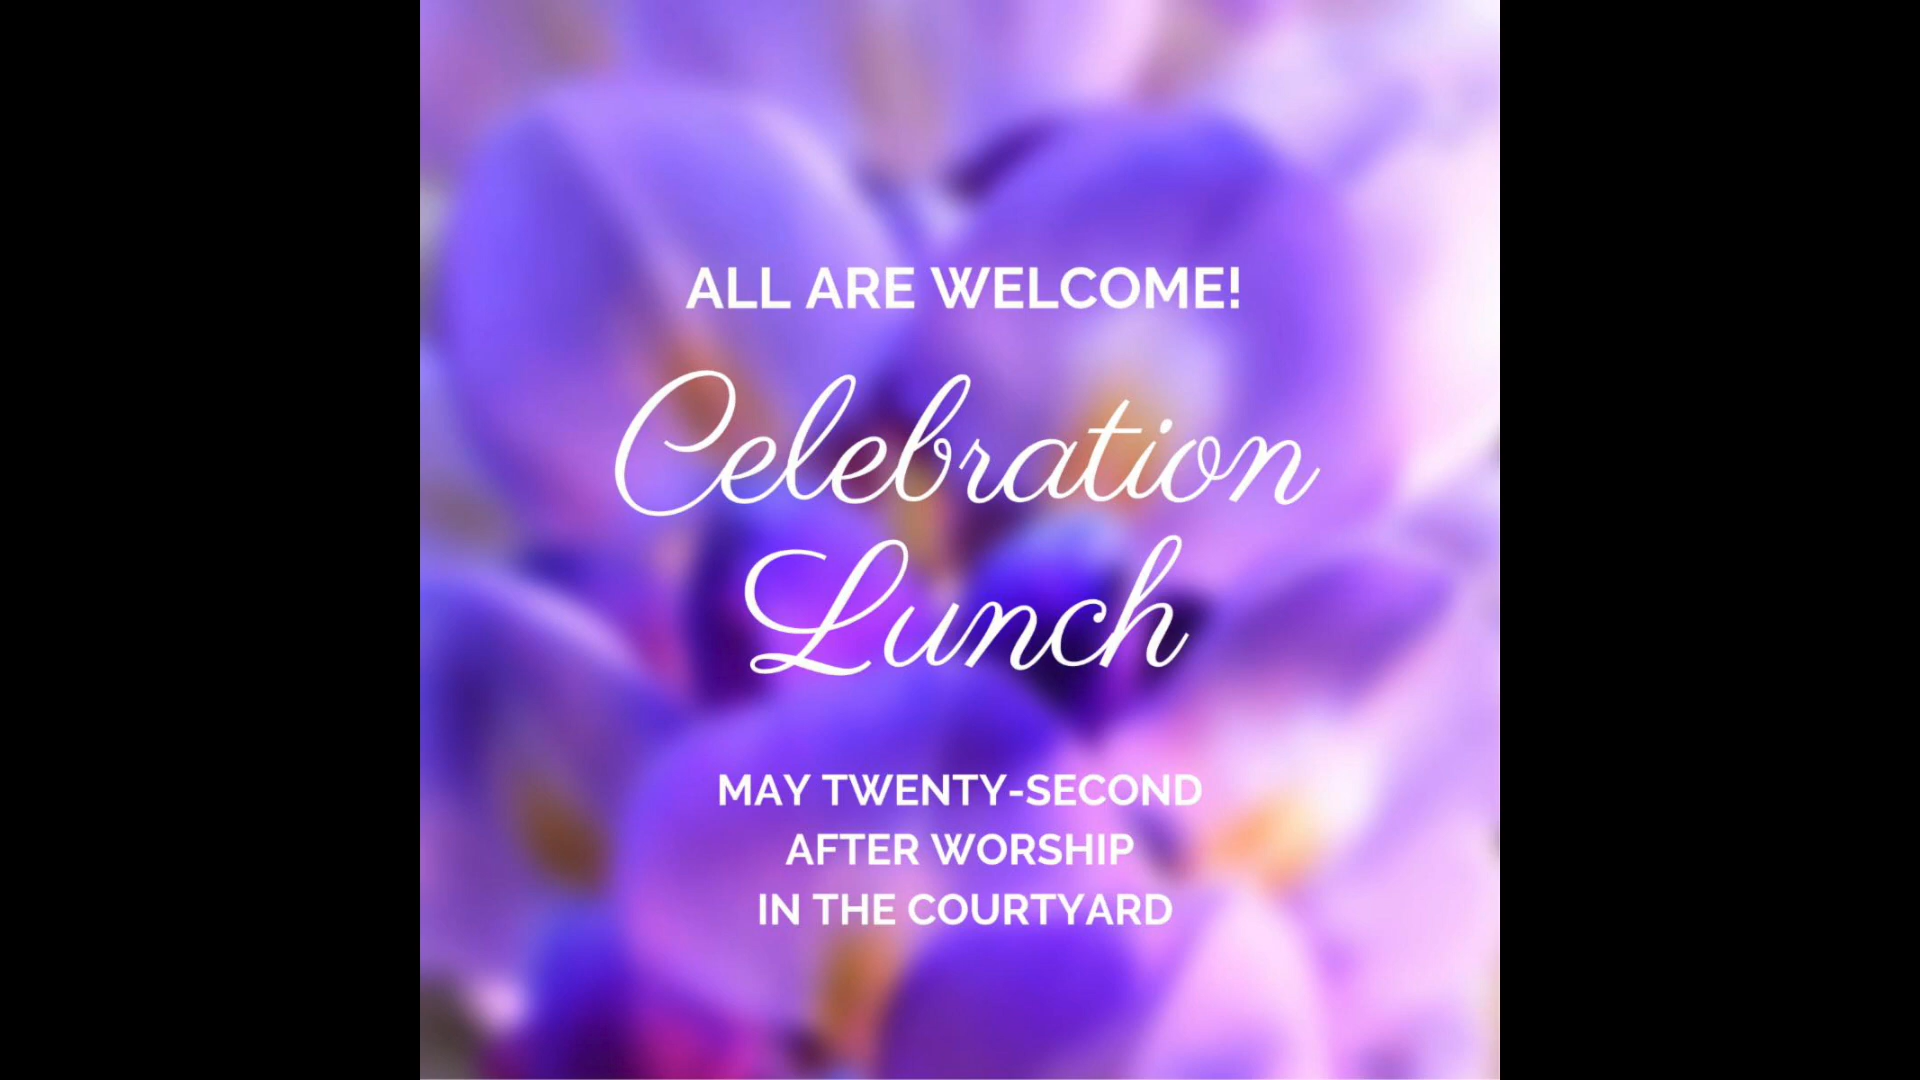 ALL ARE WELCOME!
Celebration
Lunch
MAY TWENTY-SECOND
AFTER WORSHIP
IN THE COURTYARD